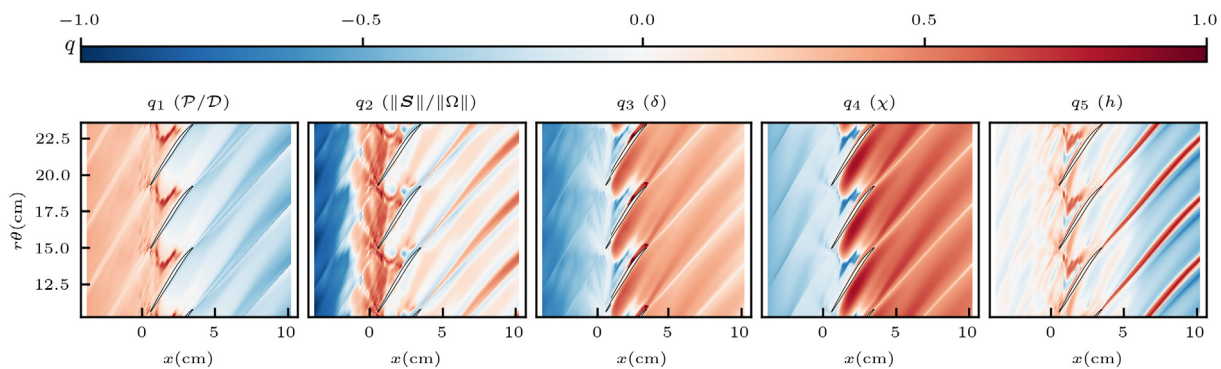 −1.0 −0.5 0.0 0.5 1.0
q
q₁ (𝒫/𝒟) q₂ (‖𝑺‖/‖Ω‖) q₃ (δ) q₄ (χ) q₅ (h)
22.5
20.0
17.5
15.0
12.5
rθ(cm)
0 5 10 0 5 10 0 5 10 0 5 10 0 5 10
x(cm) x(cm) x(cm) x(cm) x(cm)